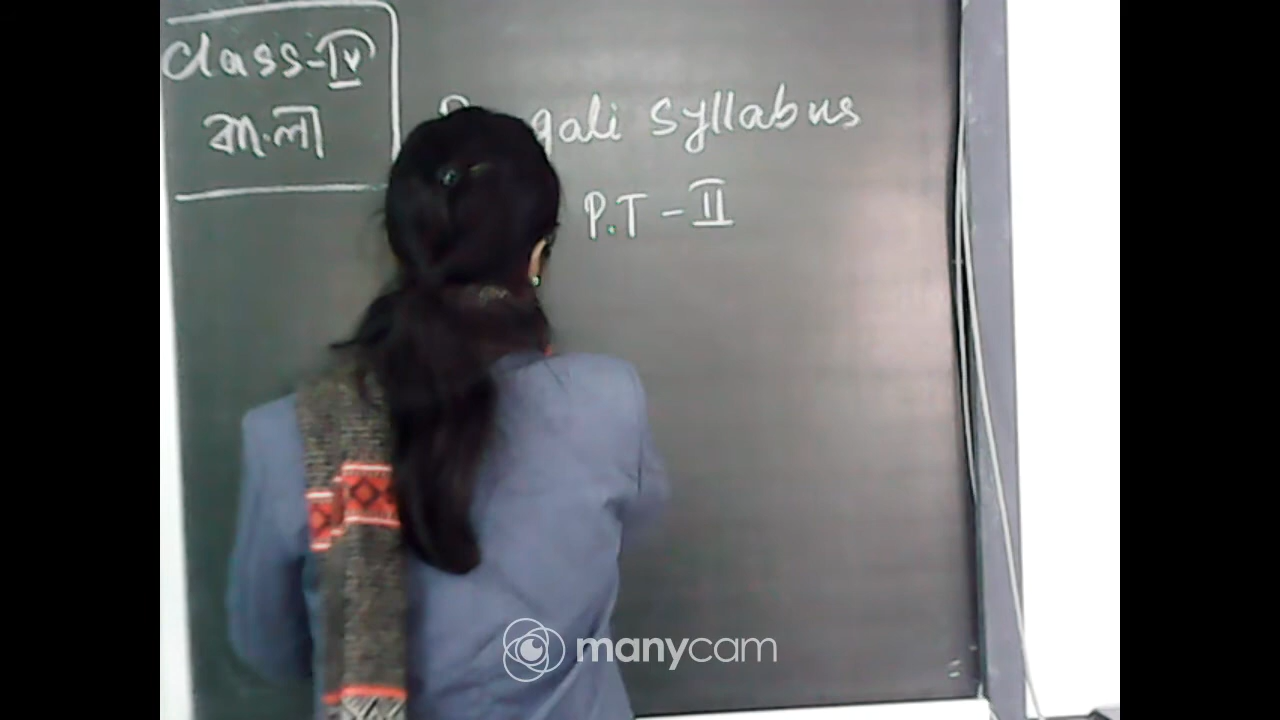 Class-IV
বাংলা
Syllabus
P.T - II
manycam